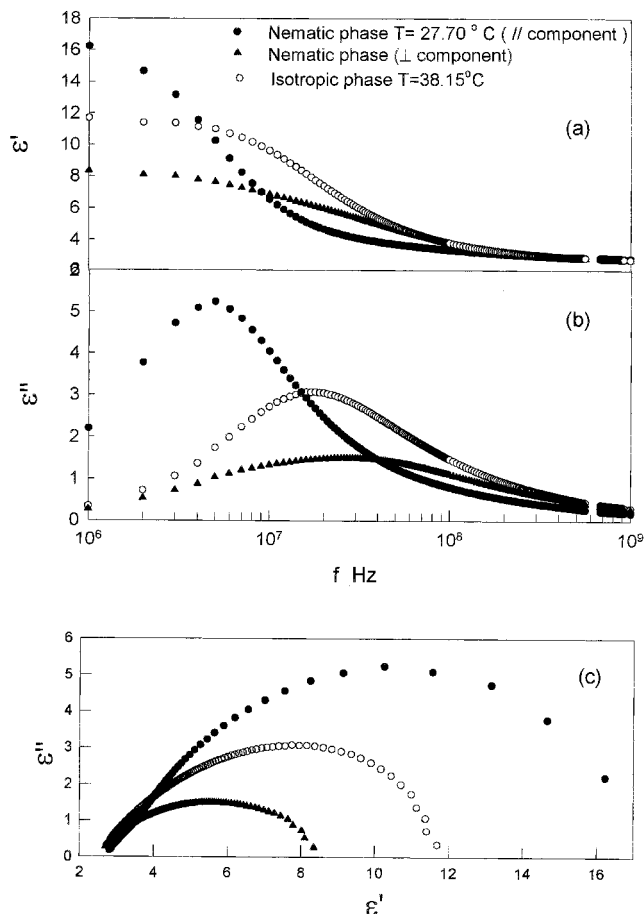 Nematic phase T= 27.70 ° C ( // component )
Nematic phase (⊥ component)
Isotropic phase T=38.15°C
(a)
ε'
18
16
14
12
10
8
6
4
2
(b)
ε''
6
5
4
3
2
1
0
10⁶ 10⁷ 10⁸ 10⁹
f Hz
(c)
ε''
6
5
4
3
2
1
0
2 4 6 8 10 12 14 16
ε'